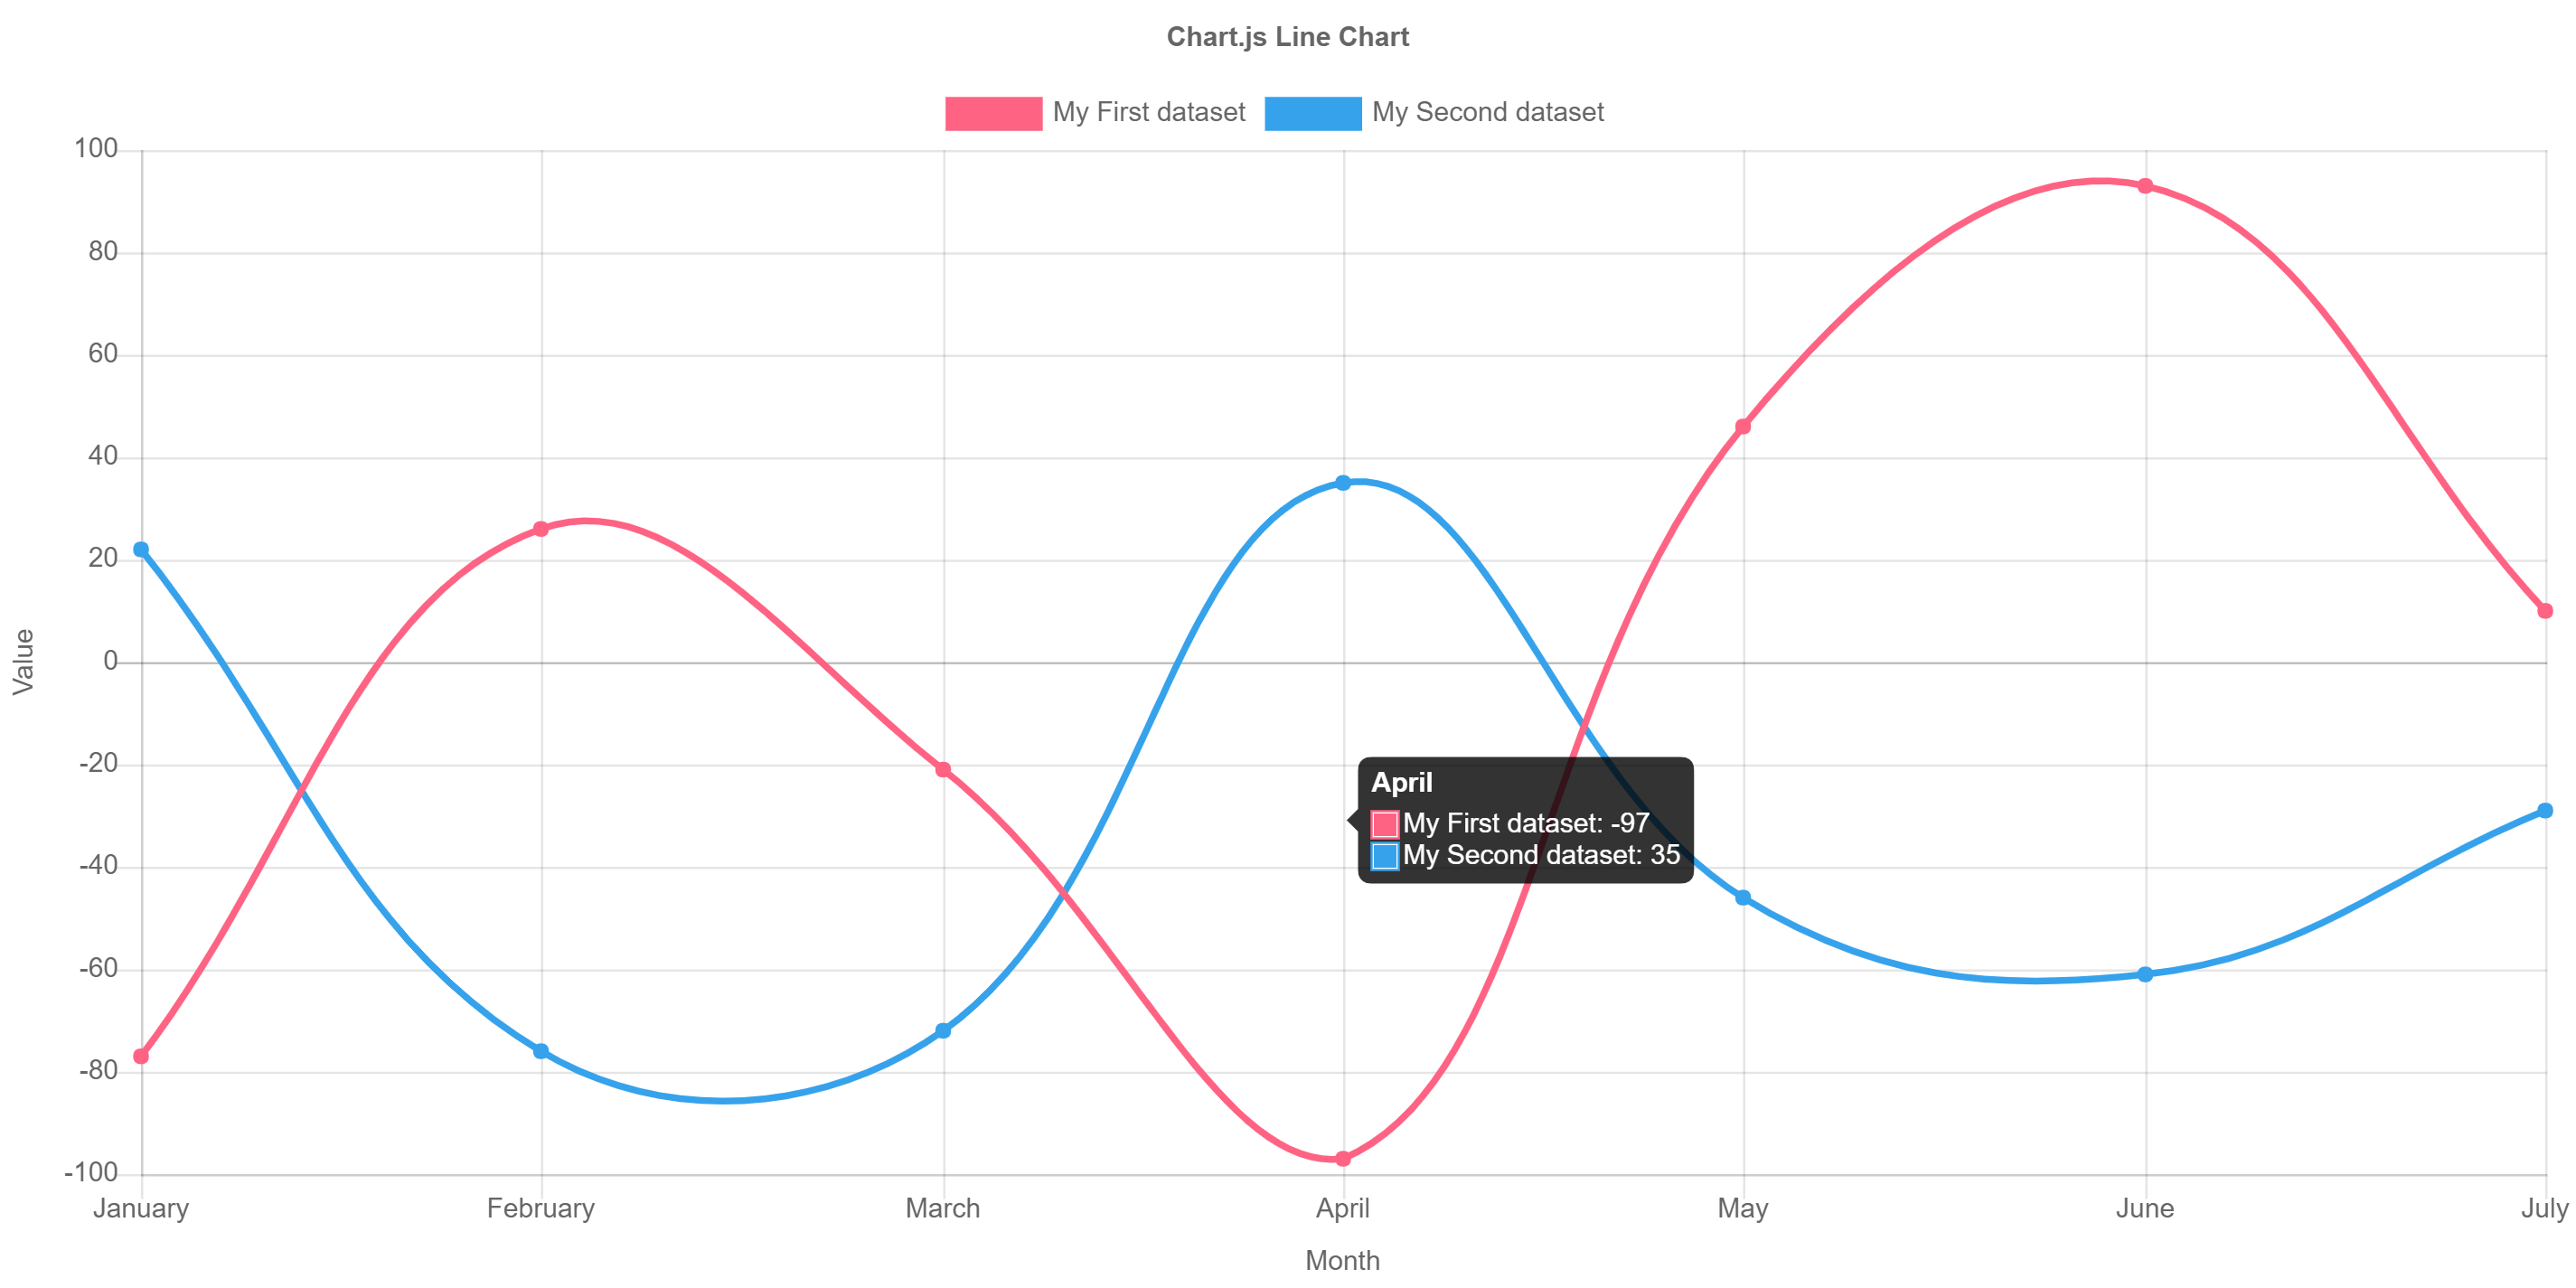 Chart.js Line Chart
My First dataset My Second dataset
100
80
60
40
20
0
-20
-40
-60
-80
-100
Value
April
My First dataset: -97
My Second dataset: 35
January February March April May June July
Month